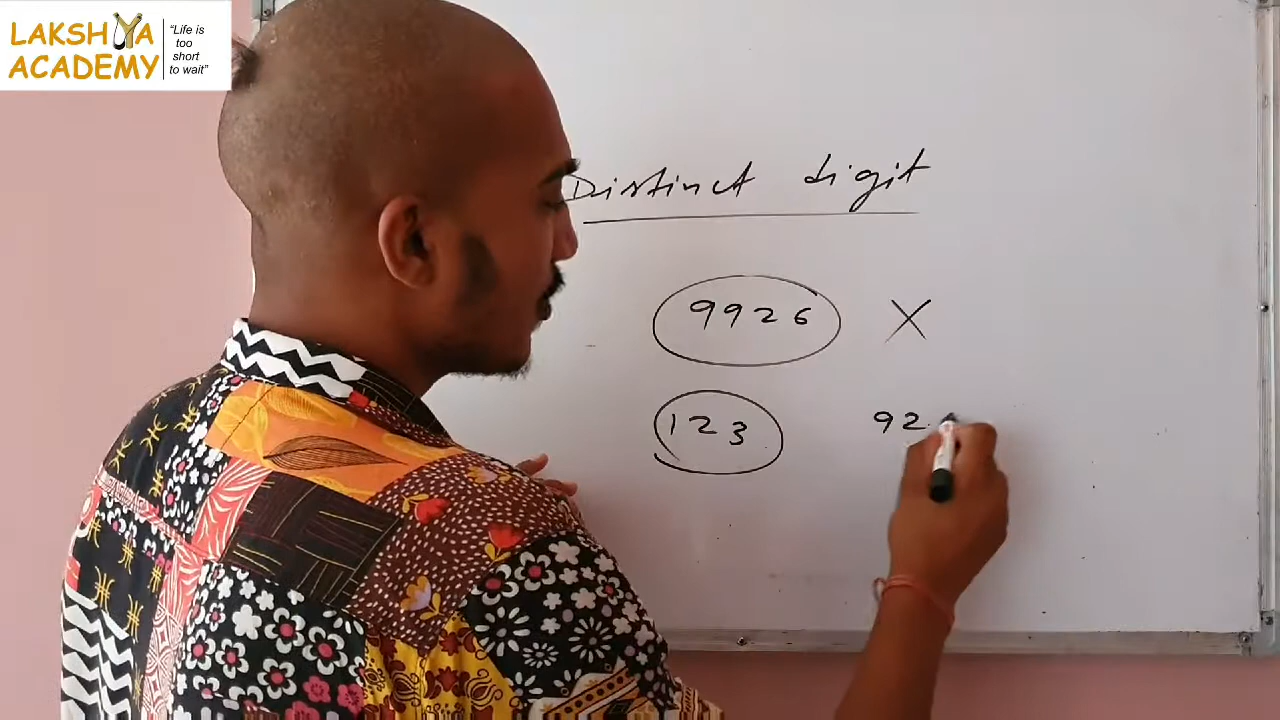 LAKSHYA
ACADEMY
“Life is
too
short
to wait”
Distinct digit
9926 X
123 92